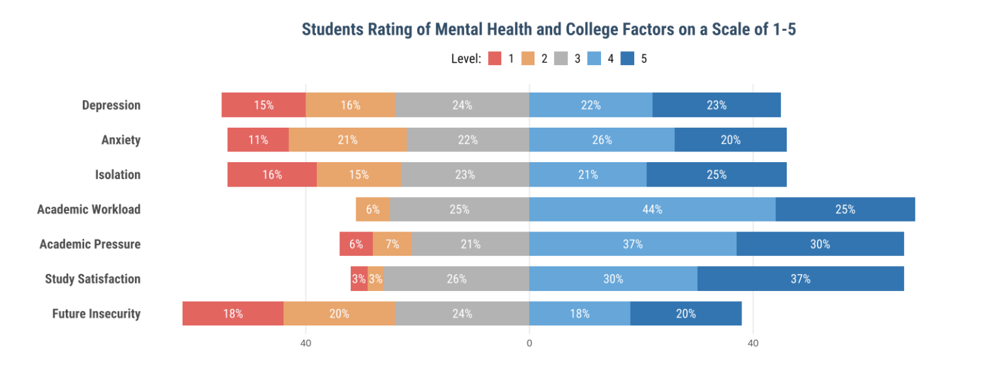 Students Rating of Mental Health and College Factors on a Scale of 1-5
Level: 1 2 3 4 5
Depression 15% 16% 24% 22% 23%
Anxiety 11% 21% 22% 26% 20%
Isolation 16% 15% 23% 21% 25%
Academic Workload 6% 25% 44% 25%
Academic Pressure 6% 7% 21% 37% 30%
Study Satisfaction 3% 3% 26% 30% 37%
Future Insecurity 18% 20% 24% 18% 20%
40 0 40